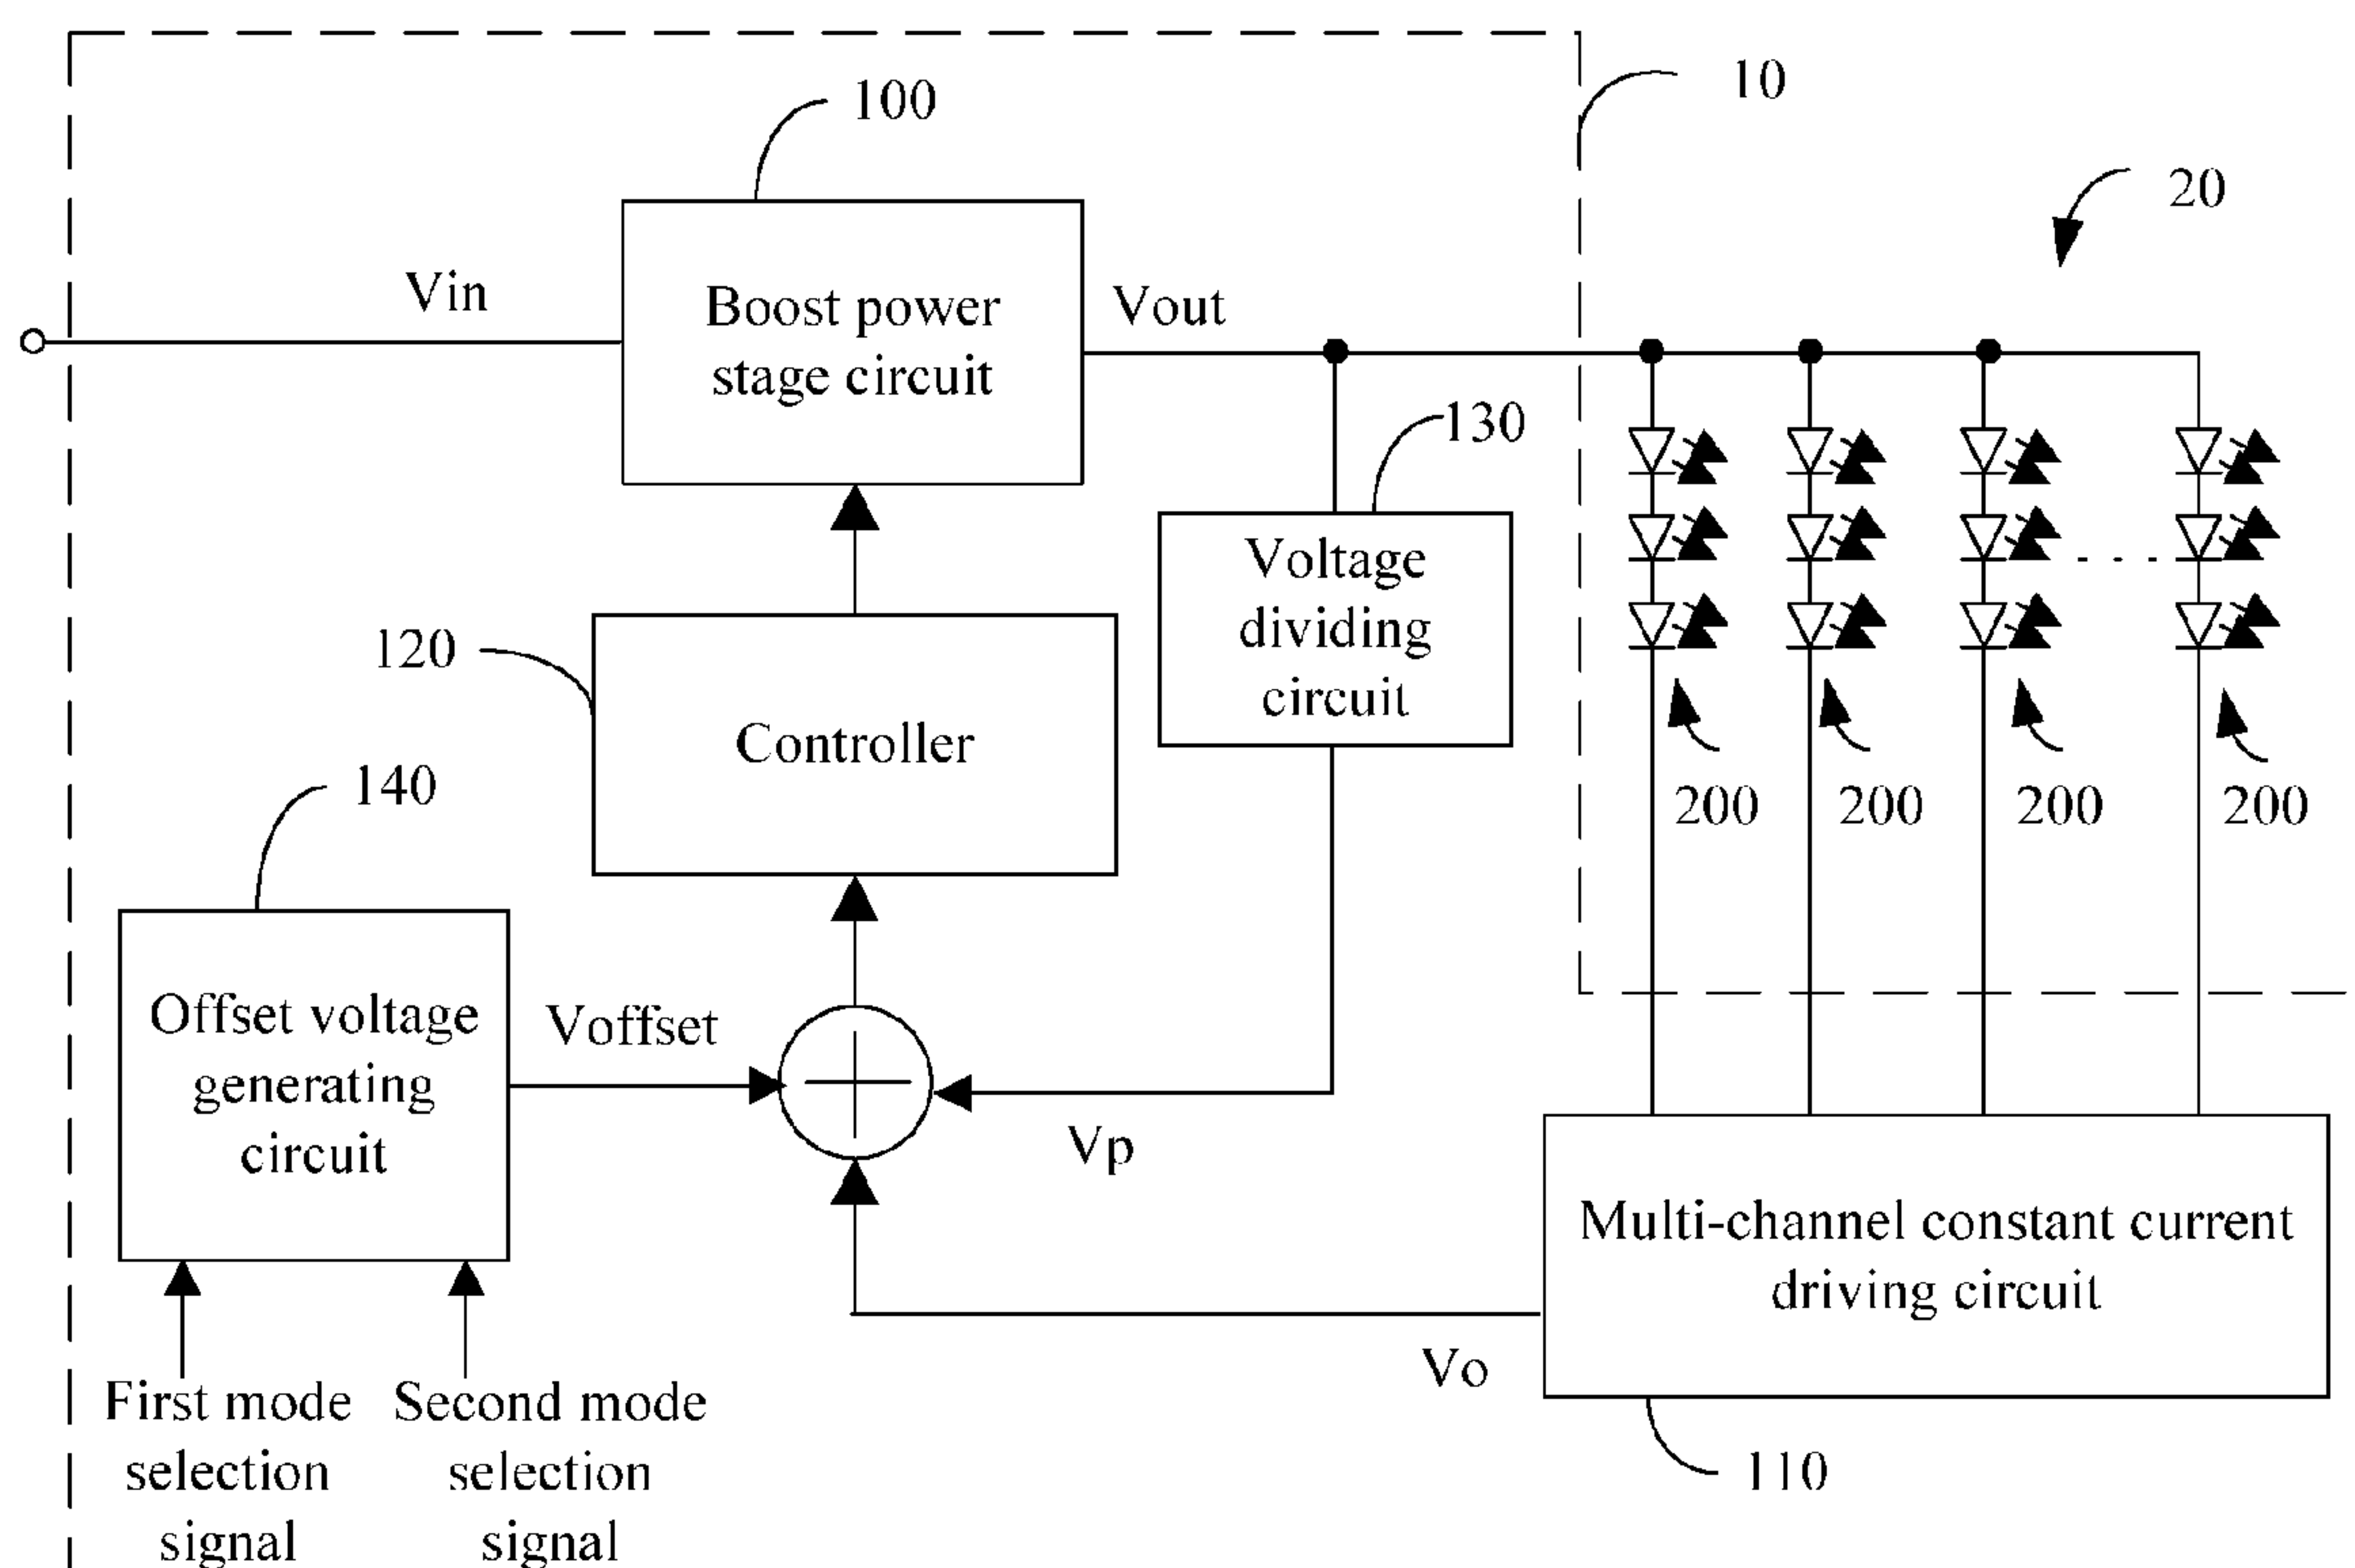 10
100
20
Vin
Vout
Boost power
stage circuit
130
Voltage
dividing
circuit
120
Controller
140
200 200 200 200
Offset voltage
generating
circuit
Voffset
Vp
Multi-channel constant current
driving circuit
Vo
First mode
selection
signal
Second mode
selection
signal
110